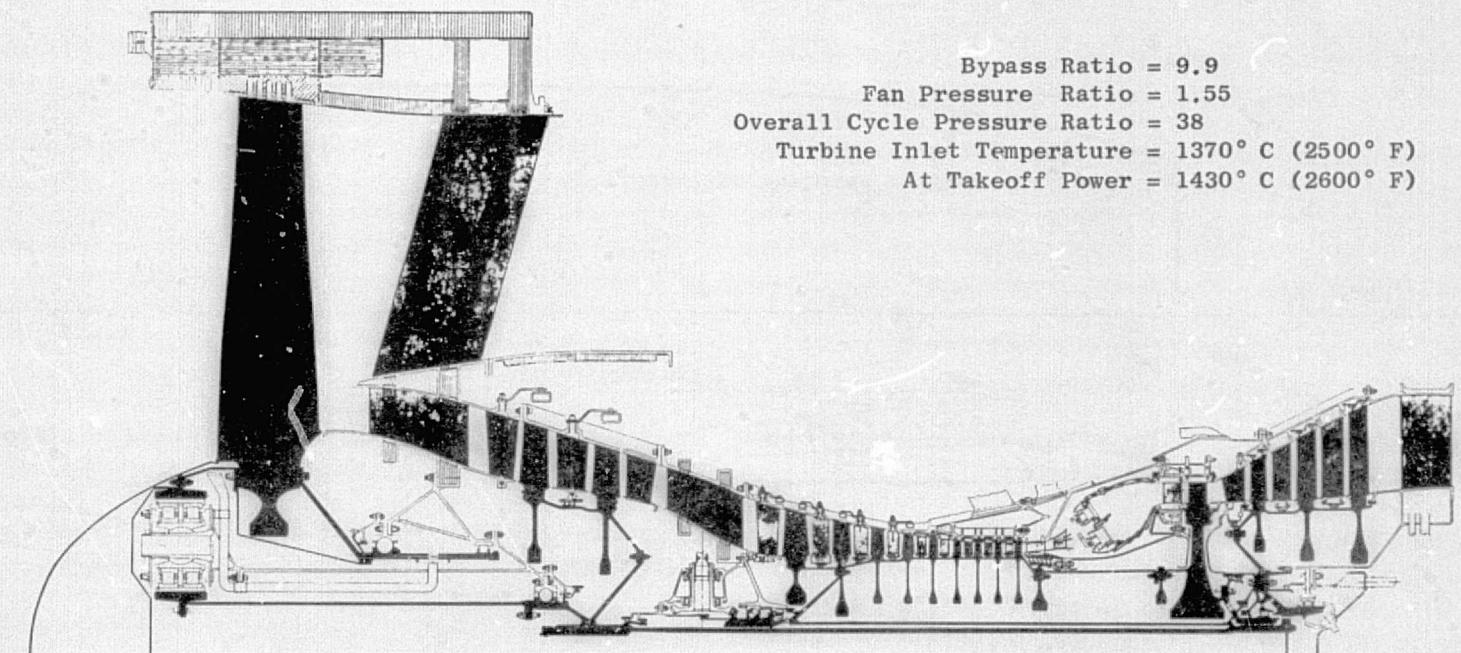 Bypass Ratio = 9.9
Fan Pressure Ratio = 1.55
Overall Cycle Pressure Ratio = 38
Turbine Inlet Temperature = 1370° C (2500° F)
At Takeoff Power = 1430° C (2600° F)